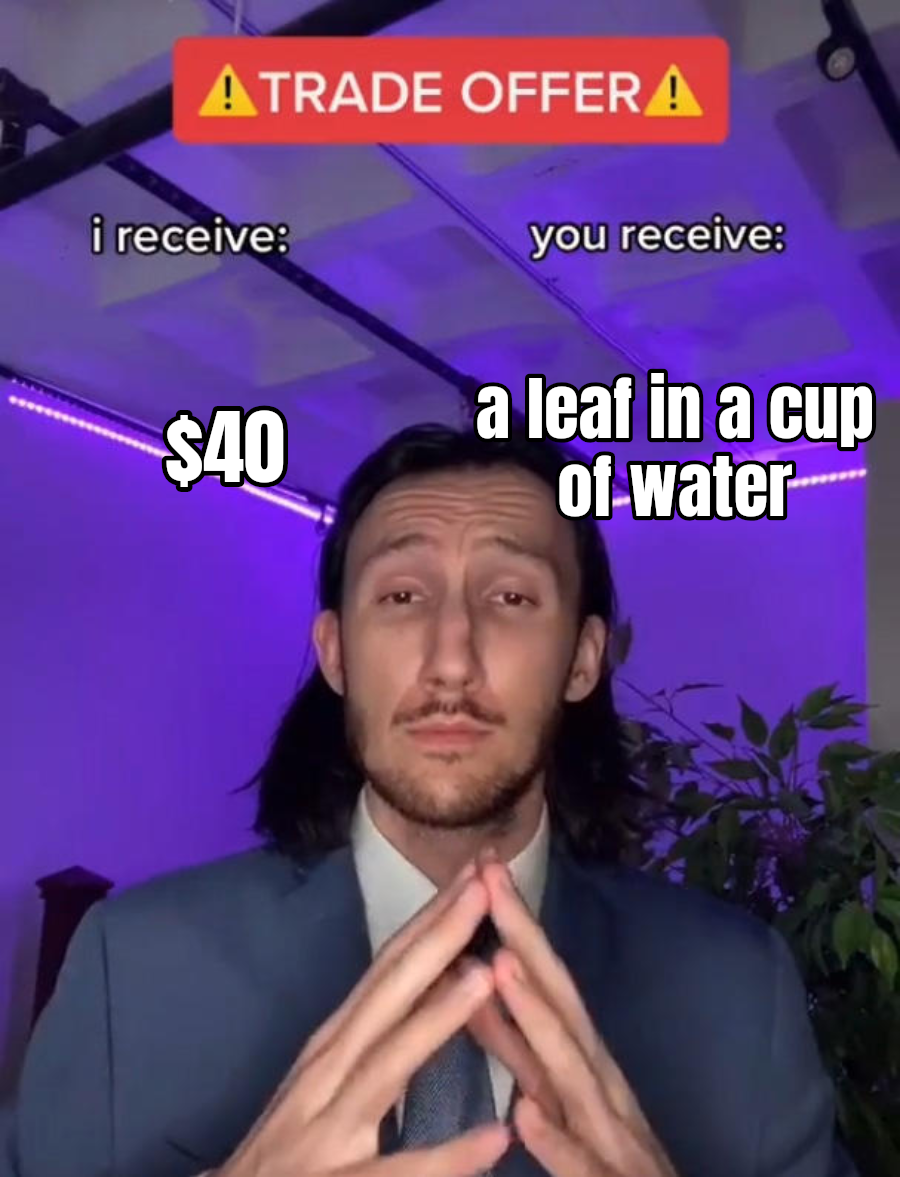 ⚠️TRADE OFFER⚠️
i receive:
you receive:
$40
a leaf in a cup
of water